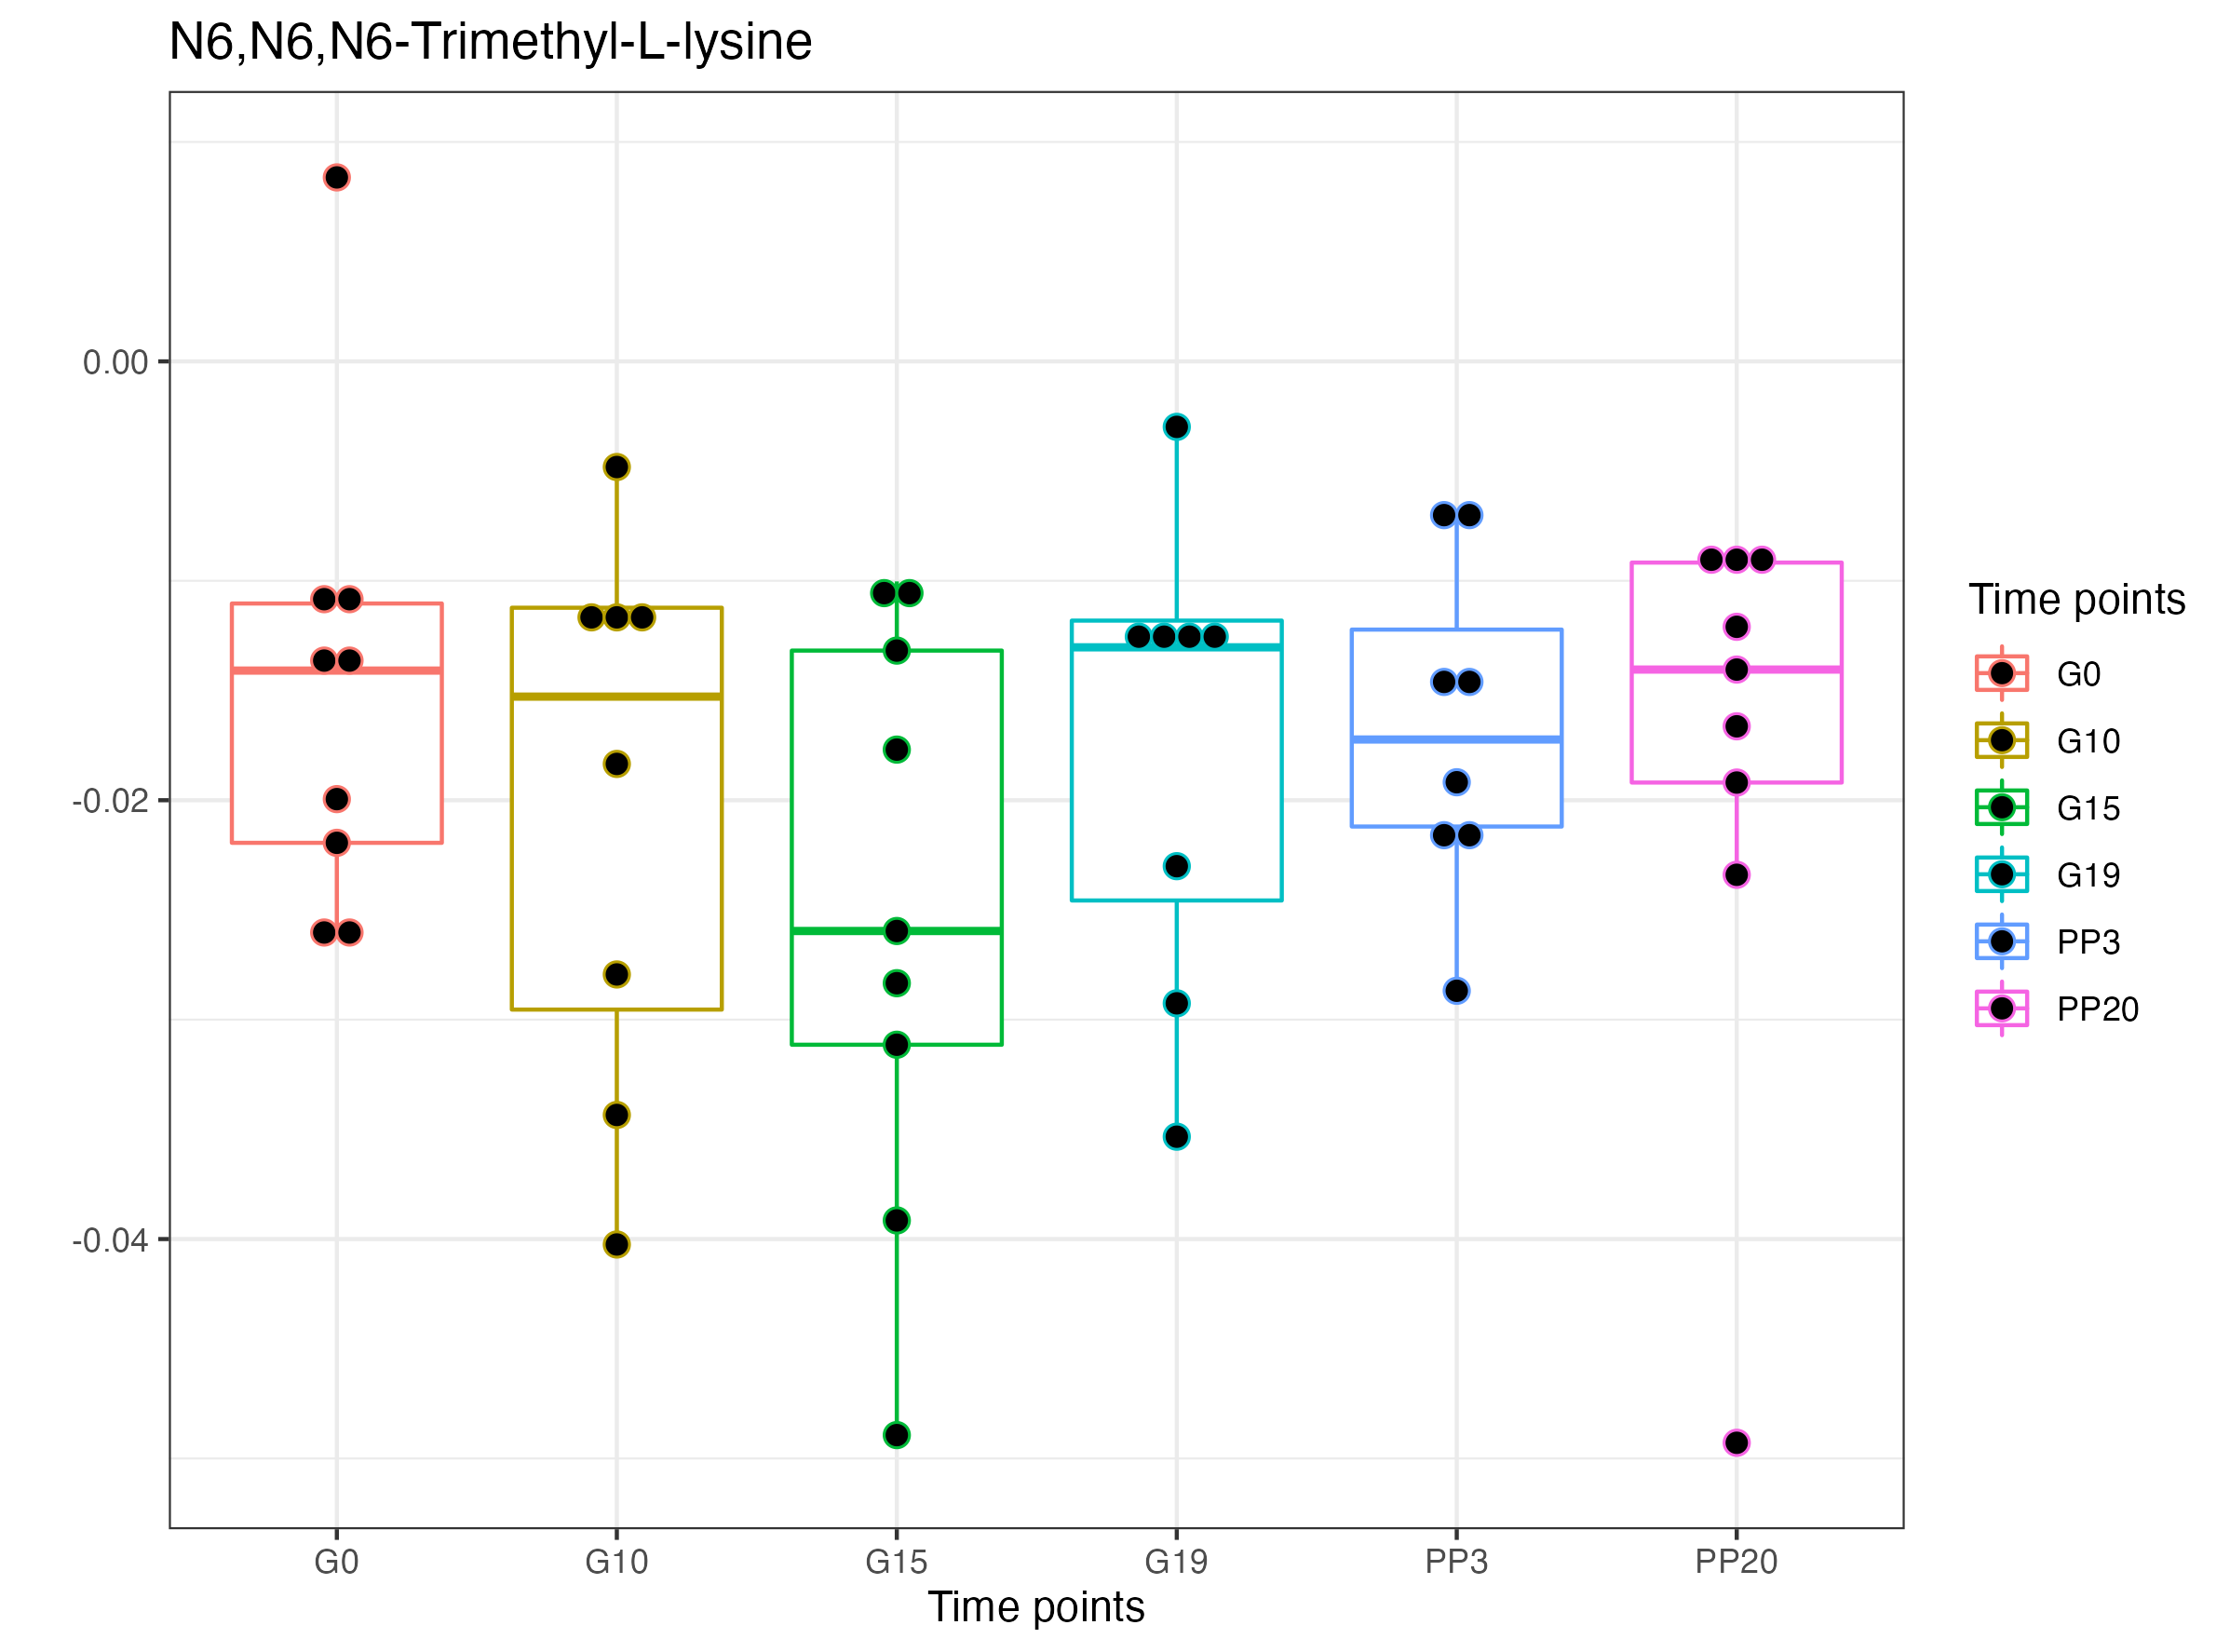 N6,N6,N6-Trimethyl-L-lysine
0.00
-0.02
-0.04
G0 G10 G15 G19 PP3 PP20
Time points
Time points
G0
G10
G15
G19
PP3
PP20